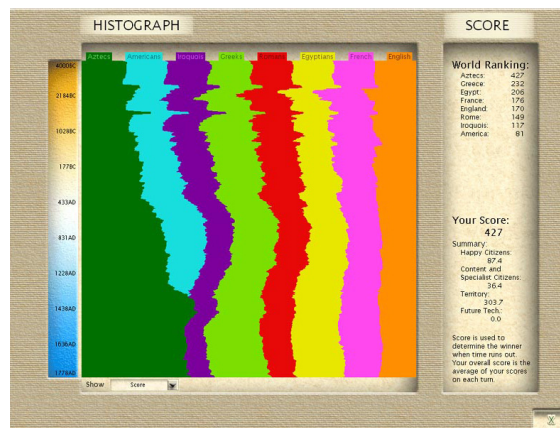 HISTOGRAPH
SCORE
Aztecs
Americans
Iroquois
Greeks
Romans
Egyptians
French
English
4000BC
2184BC
1029BC
177BC
433AD
831AD
1228AD
1436AD
1636AD
1778AD
Show
Score
World Ranking:
Aztecs: 427
Greece: 232
Egypt: 206
France: 176
England: 170
Rome: 149
Iroquois: 117
America: 81
Your Score:
427
Summary:
Happy Citizens:
87.4
Content and
Specialist Citizens:
36.4
Territory:
303.7
Future Tech.:
0.0
Score is used to
determine the winner
when time runs out.
Your overall score is the
average of your scores
on each turn.
X